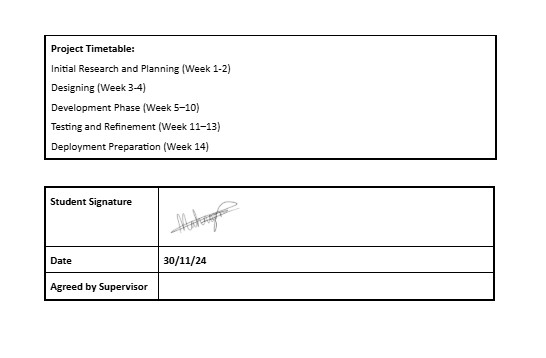 Project Timetable:
Initial Research and Planning (Week 1-2)
Designing (Week 3-4)
Development Phase (Week 5–10)
Testing and Refinement (Week 11–13)
Deployment Preparation (Week 14)
Student Signature
Date 30/11/24
Agreed by Supervisor